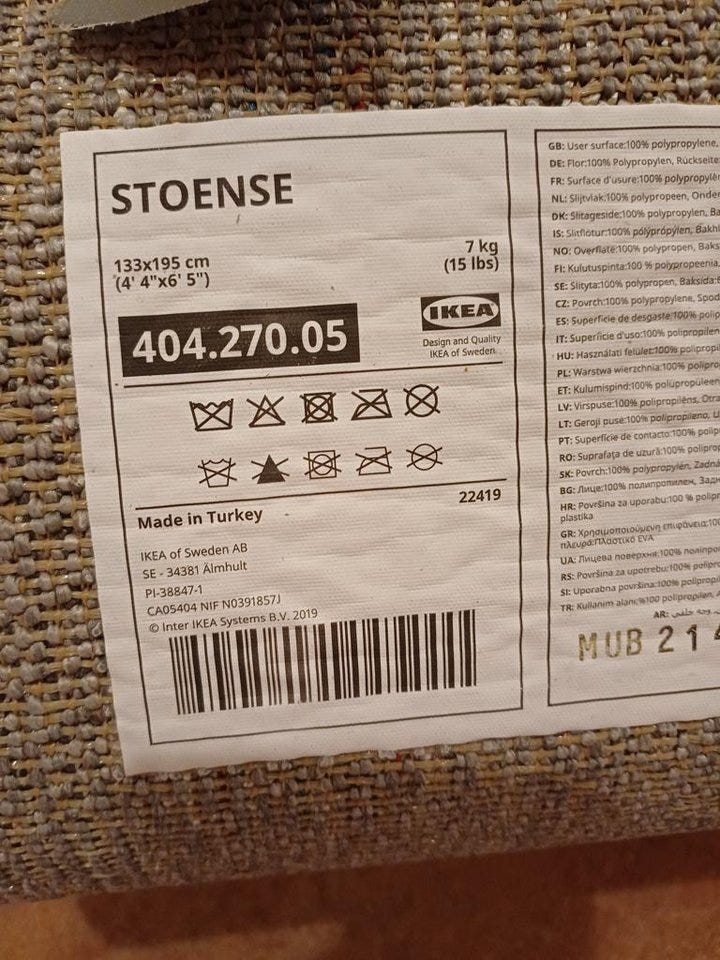 STOENSE
133x195 cm
(4' 4"x6' 5")
7 kg
(15 lbs)
404.270.05
IKEA
Design and Quality
IKEA of Sweden
Made in Turkey
22419
IKEA of Sweden AB
SE - 34381 Älmhult
PI-38847-1
CA05404 NIF N0391857J
© Inter IKEA Systems B.V. 2019
GB: User surface:100% polypropylene,
DE: Flor:100% Polypropylen, Rückseite:
FR: Surface d'usure:100% polypropylèn
NL: Slijtvlak:100% polypropeen, Onder
DK: Slitageside:100% polypropylen, Ba
IS: Slitflötur:100% pólýprópýlen, Bakhl
NO: Overflate:100% polypropen, Baks
FI: Kulutuspinta:100 % polypropeenia,
SE: Slityta:100% polypropen, Baksida:
CZ: Povrch:100% polypropylene, Spod
ES: Superficie de desgaste:100% polip
IT: Superficie d'uso:100% polipropilen
HU: Használati felület:100% polipropil
PL: Warstwa wierzchnia:100% polipro
ET: Kulumispind:100% polüpropüleen
LV: Virspuse:100% polipropilēns, Otra
LT: Geroji pusė:100% polipropileno,
PT: Superfície de contacto:100% polip
RO: Suprafaţa de uzură:100% polipro
SK: Povrch:100% polypropylén, Zadná
BG: Лице:100% полипропилен, Задн
HR: Površina za uporabu:100 % polipr
plastika
GR: Χρησιμοποιούμενη επιφάνεια:100
πλευρά:Πλαστικό EVA
UA: Лицева поверхня:100% поліпро
RS: Površina za upotrebu:100% polipro
SI: Uporabna površina:100% polipropi
TR: Kullanım alanı:%100 polipropilen,
AR:
MUB 21